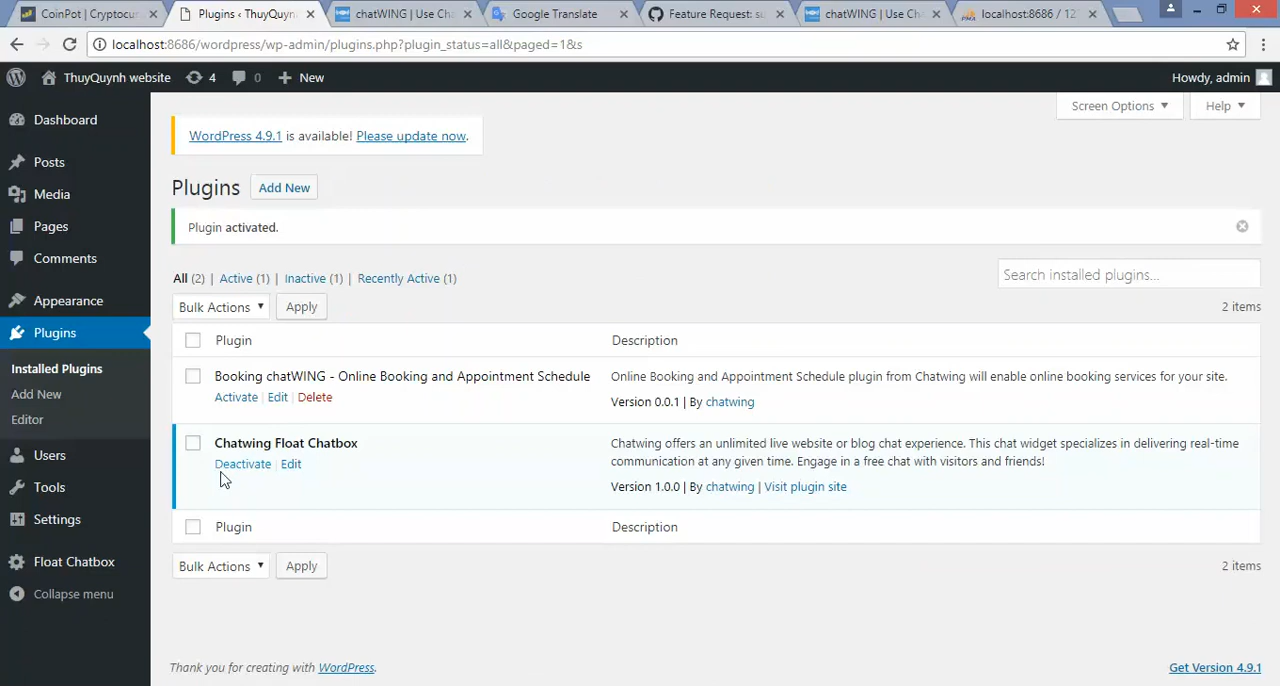 CoinPot | Cryptocu
Plugins ‹ ThuyQuynh
chatWING | Use Cha
Google Translate
Feature Request: su
chatWING | Use Cha
localhost:8686 / 12
localhost:8686/wordpress/wp-admin/plugins.php?plugin_status=all&paged=1&s
ThuyQuynh website
4
0
New
Howdy, admin
Screen Options
Help
Dashboard
Posts
Media
Pages
Comments
Appearance
Plugins
Installed Plugins
Add New
Editor
Users
Tools
Settings
Float Chatbox
Collapse menu
WordPress 4.9.1 is available! Please update now.
Plugins Add New
Plugin activated.
All (2) | Active (1) | Inactive (1) | Recently Active (1)
Search installed plugins...
Bulk Actions Apply
2 items
Plugin Description
Booking chatWING - Online Booking and Appointment Schedule
Activate | Edit | Delete
Online Booking and Appointment Schedule plugin from Chatwing will enable online booking services for your site.
Version 0.0.1 | By chatwing
Chatwing Float Chatbox
Deactivate | Edit
Chatwing offers an unlimited live website or blog chat experience. This chat widget specializes in delivering real-time
communication at any given time. Engage in a free chat with visitors and friends!
Version 1.0.0 | By chatwing | Visit plugin site
Plugin Description
Bulk Actions Apply
2 items
Thank you for creating with WordPress.
Get Version 4.9.1